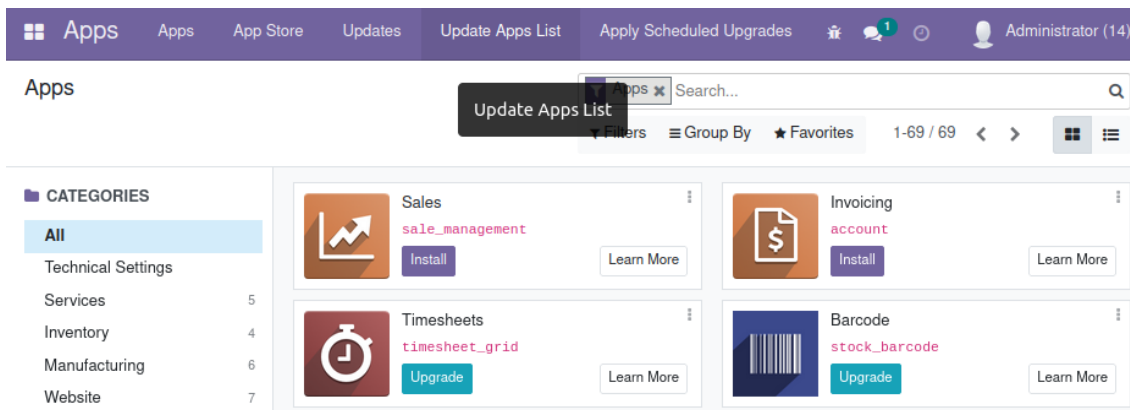 Apps Apps App Store Updates Update Apps List Apply Scheduled Upgrades 1 Administrator (14)
Apps
Apps Search...
Update Apps List
Filters Group By Favorites 1-69 / 69
CATEGORIES
All
Technical Settings
Services 5
Inventory 4
Manufacturing 6
Website 7
Sales
sale_management
Install Learn More
Invoicing
account
Install Learn More
Timesheets
timesheet_grid
Upgrade Learn More
Barcode
stock_barcode
Upgrade Learn More